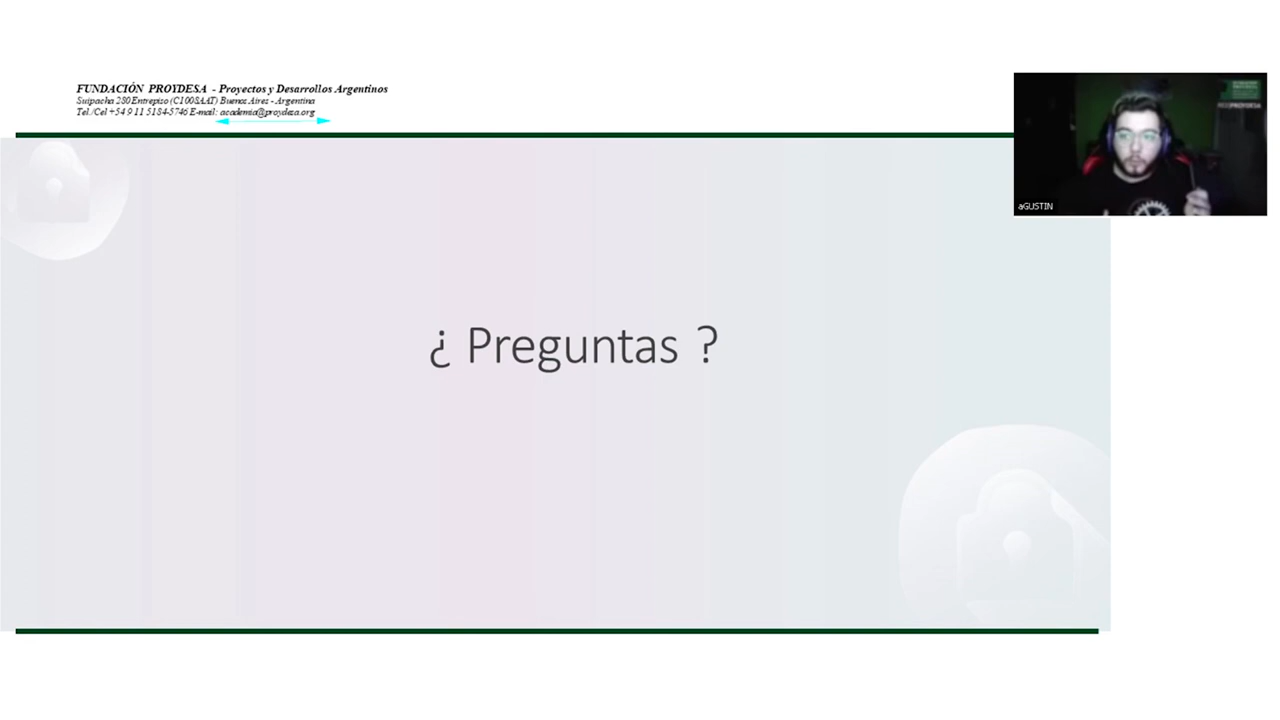 FUNDACIÓN PROYDESA - Proyectos y Desarrollos Argentinos
Suipacha 280 Entrepiso (C1008AAT) Buenos Aires - Argentina
Tel./Cel +54 9 11 5184-5746 E-mail: academia@proydesa.org
¿ Preguntas ?
PROYDESA
aGUSTIN